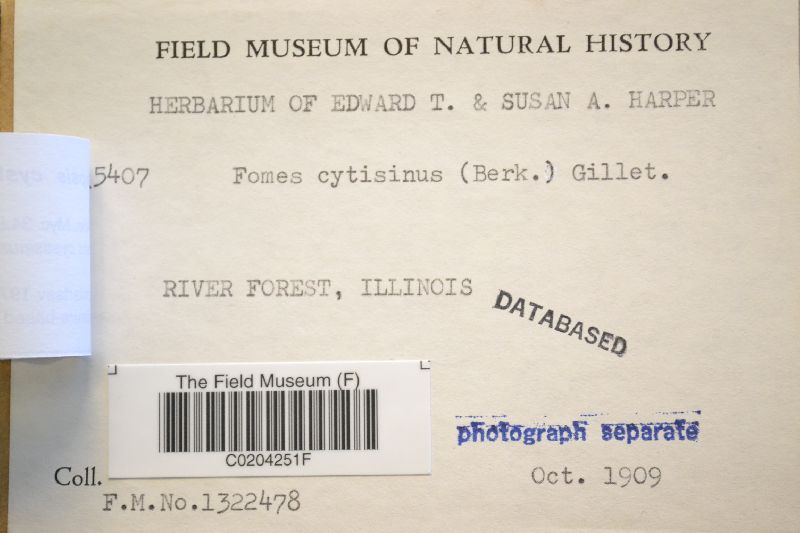 FIELD MUSEUM OF NATURAL HISTORY
HERBARIUM OF EDWARD T. & SUSAN A. HARPER
5407 Fomes cytisinus (Berk.) Gillet.
RIVER FOREST, ILLINOIS
DATABASED
The Field Museum (F)
C0204251F
photograph separate
Coll.
Oct. 1909
F.M.No.1322478